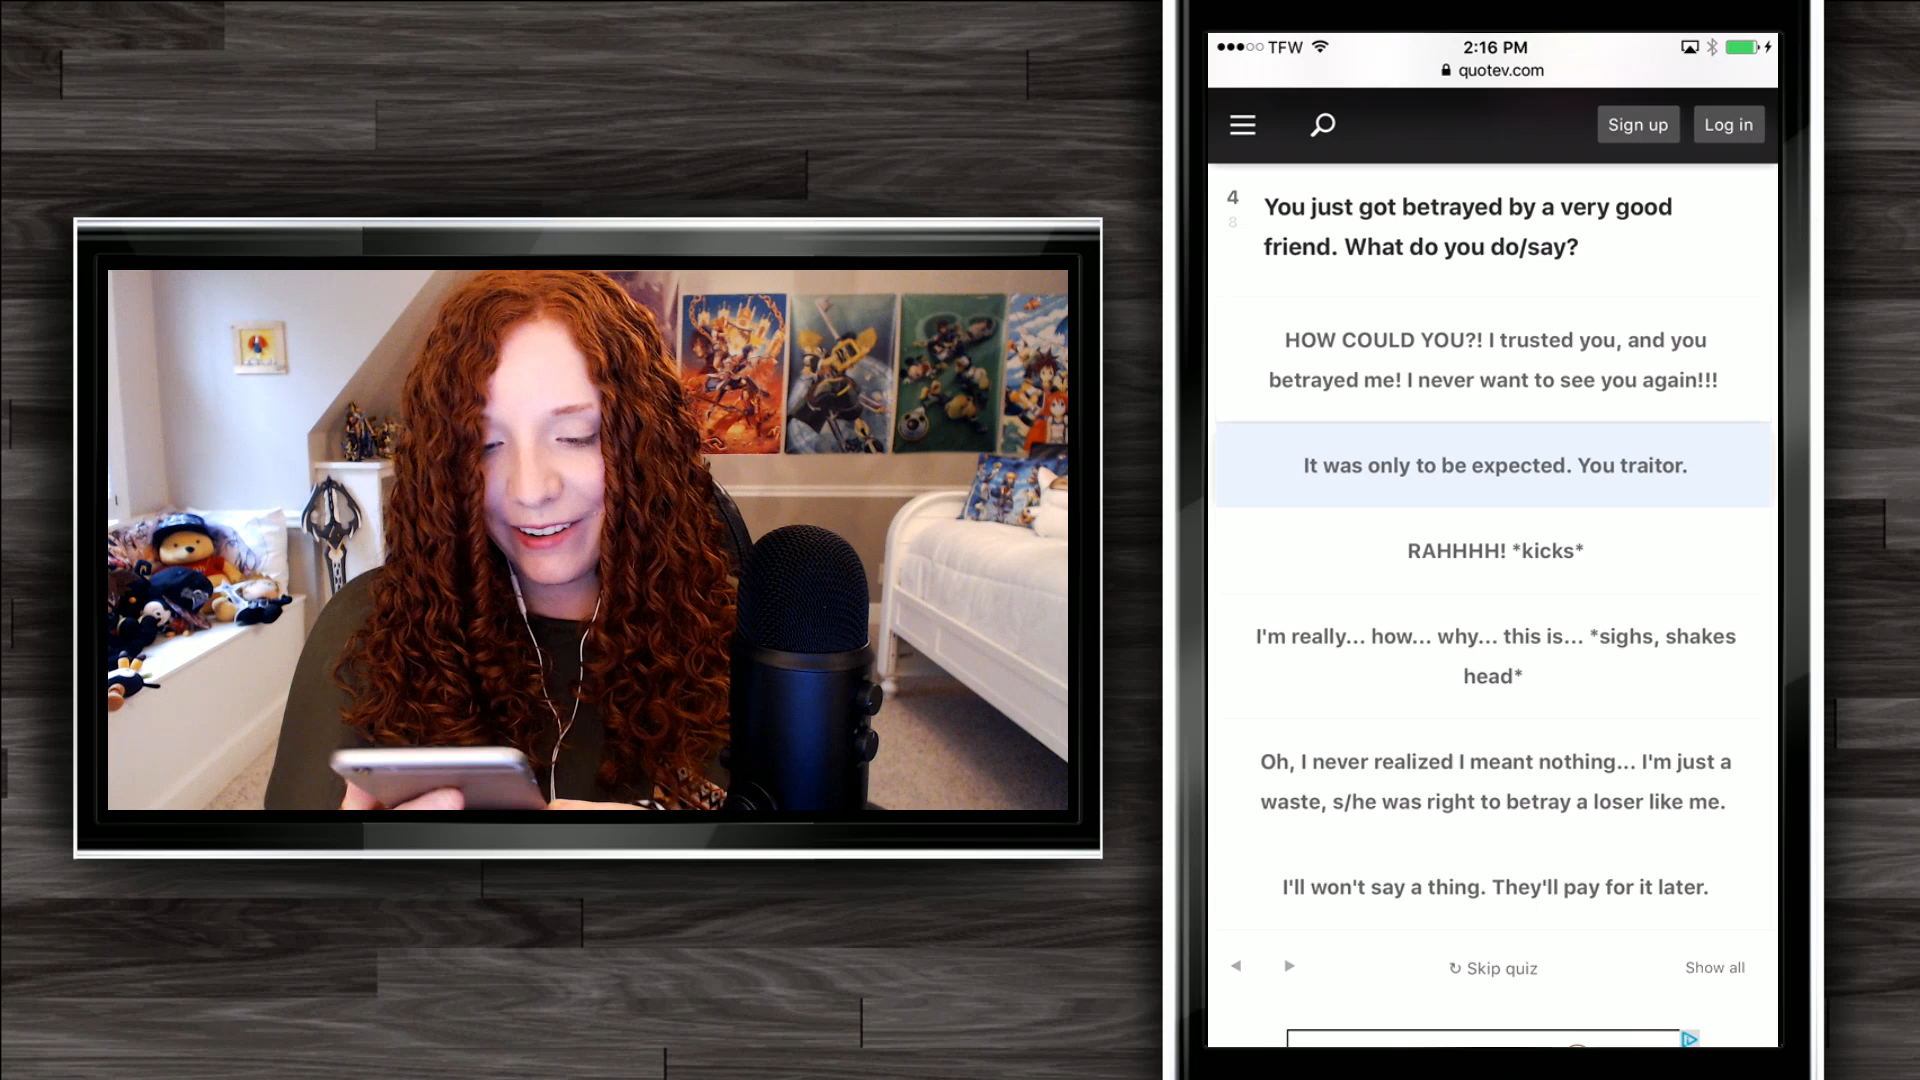 TFW
2:16 PM
quotev.com
Sign up
Log in
4
8
You just got betrayed by a very good
friend. What do you do/say?
HOW COULD YOU?! I trusted you, and you
betrayed me! I never want to see you again!!!
It was only to be expected. You traitor.
RAHHHH! *kicks*
I'm really... how... why... this is... *sighs, shakes
head*
Oh, I never realized I meant nothing... I'm just a
waste, s/he was right to betray a loser like me.
I'll won't say a thing. They'll pay for it later.
↻ Skip quiz
Show all